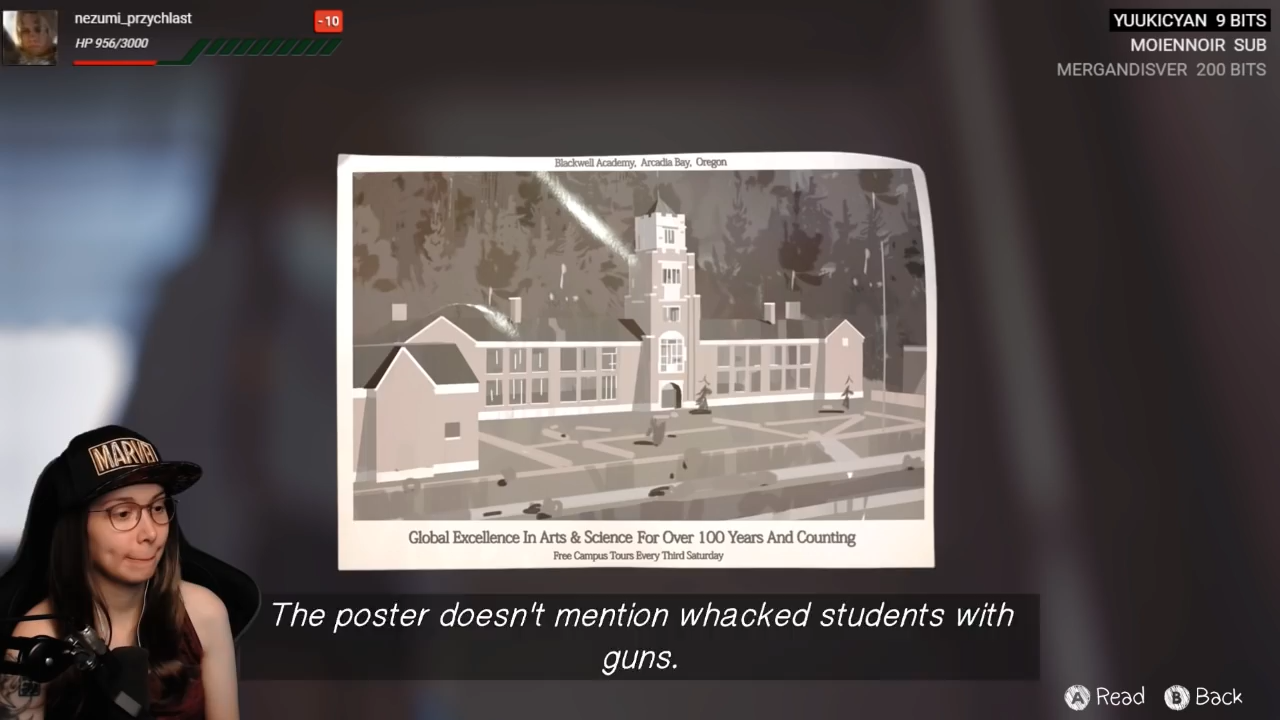 nezumi_przychlast
-10
HP 956/3000
YUUKICYAN 9 BITS
MOIENNOIR SUB
MERGANDISVER 200 BITS
Blackwell Academy, Arcadia Bay, Oregon
Global Excellence In Arts & Science For Over 100 Years And Counting
Free Campus Tours Every Third Saturday
MARVEL
The poster doesn't mention whacked students with
guns.
A Read B Back